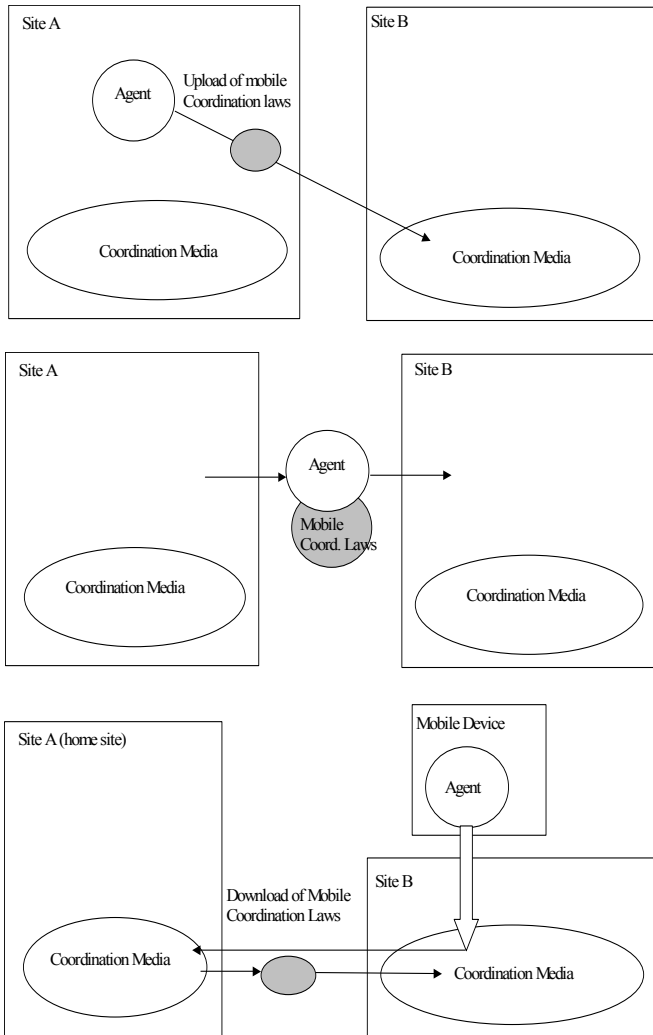 Site A
Site B
Agent
Upload of mobile
Coordination laws
Coordination Media
Coordination Media
Site A
Site B
Agent
Mobile
Coord. Laws
Coordination Media
Coordination Media
Site A (home site)
Mobile Device
Agent
Download of Mobile
Coordination Laws
Site B
Coordination Media
Coordination Media